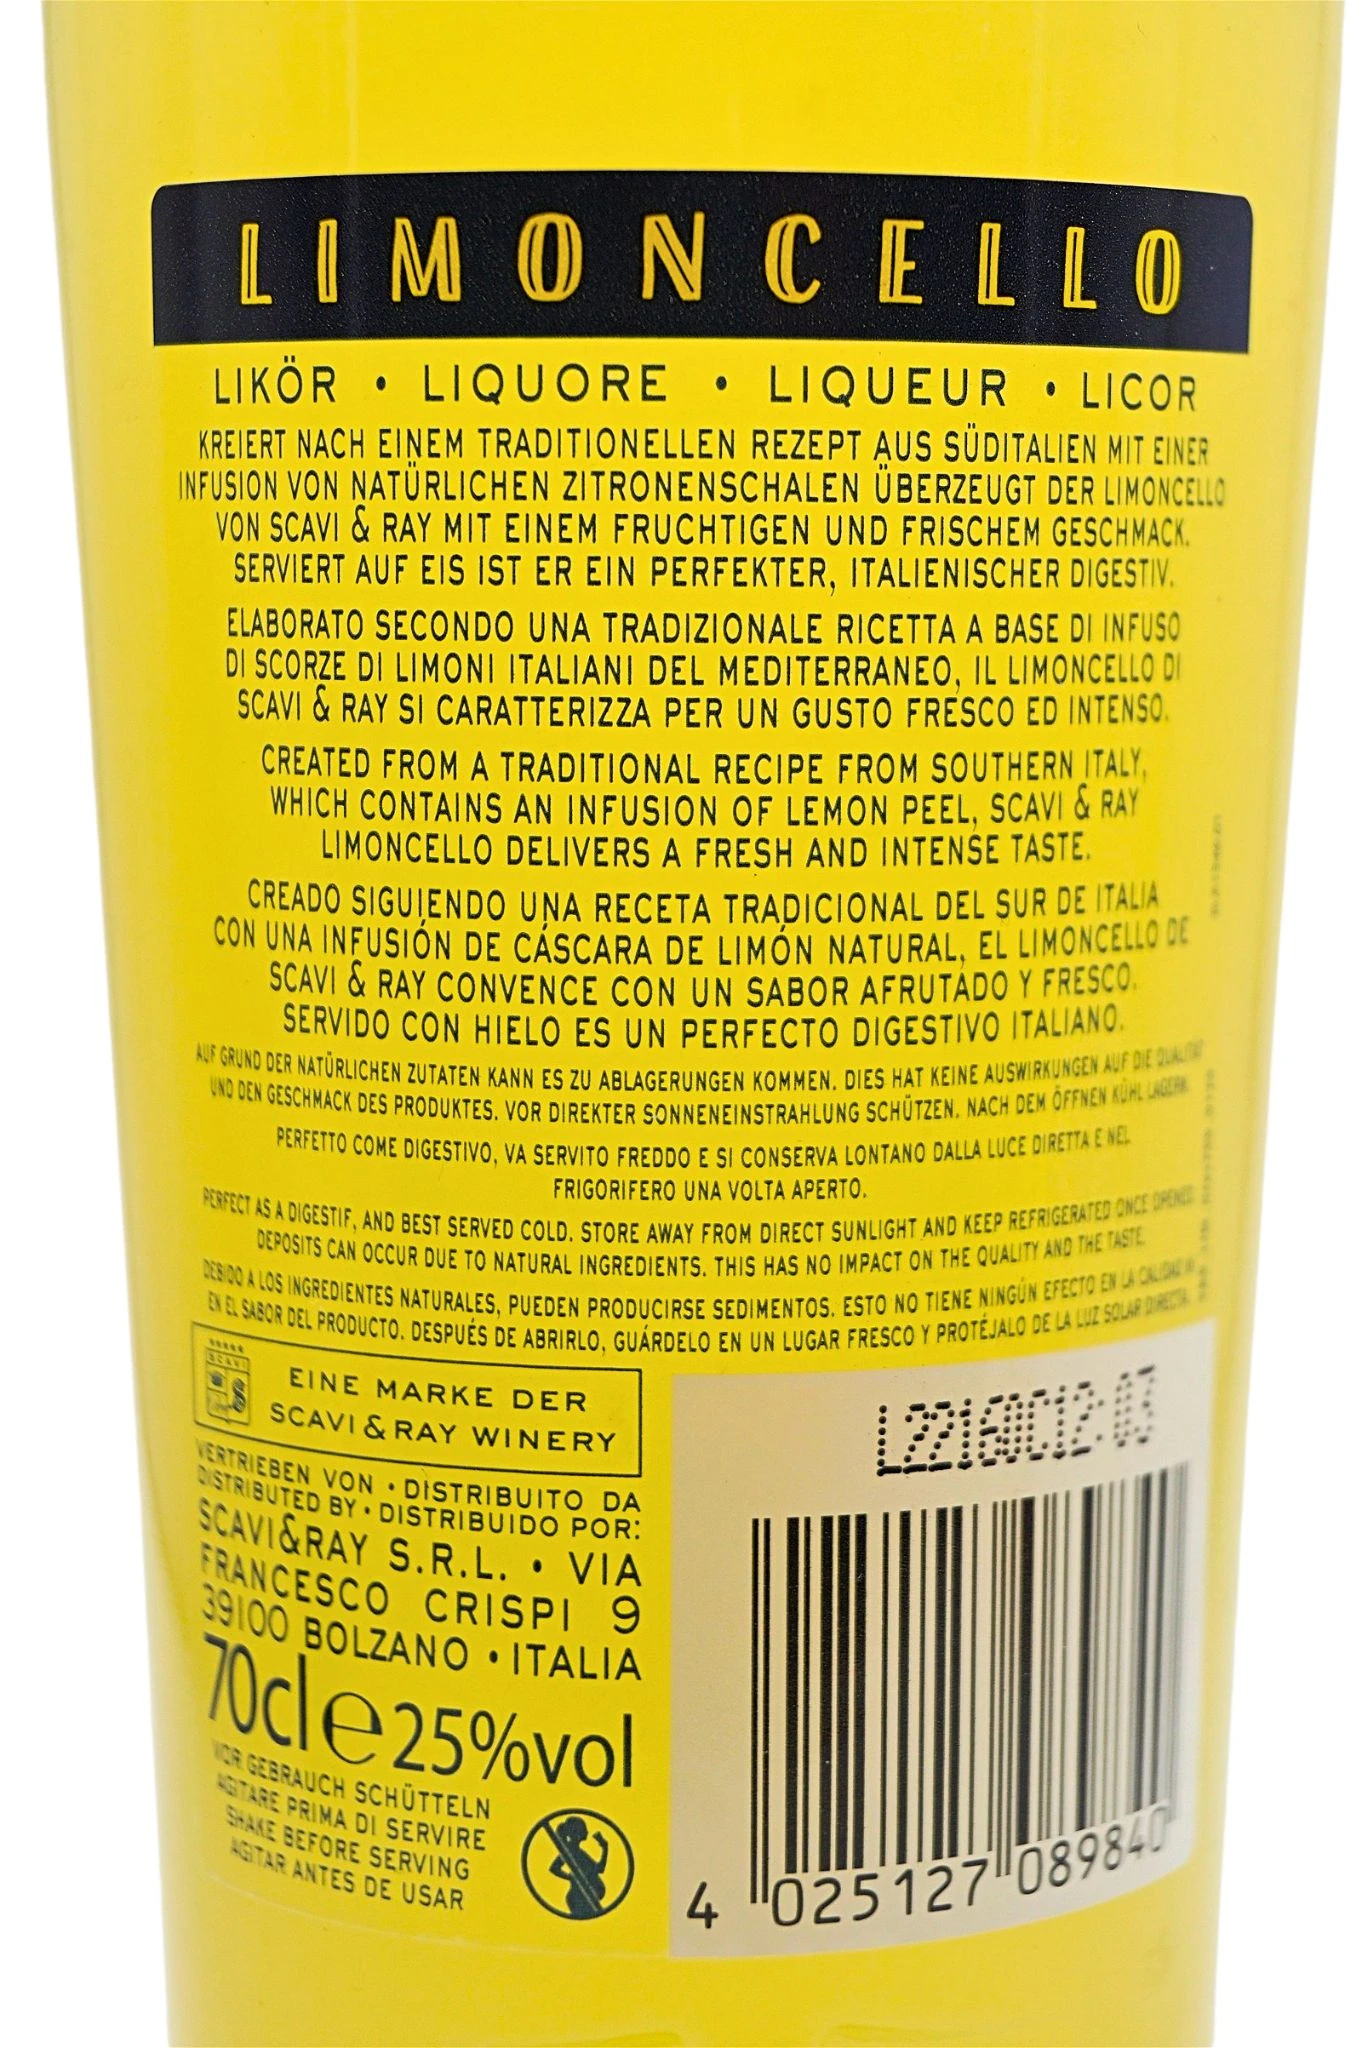 LIMONCELLO
LIKÖR • LIQUORE • LIQUEUR • LICOR
KREIERT NACH EINEM TRADITIONELLEN REZEPT AUS SÜDITALIEN MIT EINER
INFUSION VON NATÜRLICHEN ZITRONENSCHALEN ÜBERZEUGT DER LIMONCELLO
VON SCAVI & RAY MIT EINEM FRUCHTIGEN UND FRISCHEM GESCHMACK.
SERVIERT AUF EIS IST ER EIN PERFEKTER, ITALIENISCHER DIGESTIV.
ELABORATO SECONDO UNA TRADIZIONALE RICETTA A BASE DI INFUSO
DI SCORZE DI LIMONI ITALIANI DEL MEDITERRANEO, IL LIMONCELLO DI
SCAVI & RAY SI CARATTERIZZA PER UN GUSTO FRESCO ED INTENSO.
CREATED FROM A TRADITIONAL RECIPE FROM SOUTHERN ITALY,
WHICH CONTAINS AN INFUSION OF LEMON PEEL, SCAVI & RAY
LIMONCELLO DELIVERS A FRESH AND INTENSE TASTE.
CREADO SIGUIENDO UNA RECETA TRADICIONAL DEL SUR DE ITALIA
CON UNA INFUSIÓN DE CÁSCARA DE LIMÓN NATURAL, EL LIMONCELLO DE
SCAVI & RAY CONVENCE CON UN SABOR AFRUTADO Y FRESCO.
SERVIDO CON HIELO ES UN PERFECTO DIGESTIVO ITALIANO.
AUF GRUND DER NATÜRLICHEN ZUTATEN KANN ES ZU ABLAGERUNGEN KOMMEN. DIES HAT KEINE AUSWIRKUNGEN AUF DIE QUALITÄT
UND DEN GESCHMACK DES PRODUKTES. VOR DIREKTER SONNENEINSTRAHLUNG SCHÜTZEN. NACH DEM ÖFFNEN KÜHL LAGERN.
PERFETTO COME DIGESTIVO, VA SERVITO FREDDO E SI CONSERVA LONTANO DALLA LUCE DIRETTA E NEL
FRIGORIFERO UNA VOLTA APERTO.
PERFECT AS A DIGESTIF, AND BEST SERVED COLD. STORE AWAY FROM DIRECT SUNLIGHT AND KEEP REFRIGERATED ONCE OPENED.
DEPOSITS CAN OCCUR DUE TO NATURAL INGREDIENTS. THIS HAS NO IMPACT ON THE QUALITY AND THE TASTE.
DEBIDO A LOS INGREDIENTES NATURALES, PUEDEN PRODUCIRSE SEDIMENTOS. ESTO NO TIENE NINGÚN EFECTO EN LA CALIDAD NI
EN EL SABOR DEL PRODUCTO. DESPUÉS DE ABRIRLO, GUÁRDELO EN UN LUGAR FRESCO Y PROTÉJALO DE LA LUZ SOLAR DIRECTA.
SCAVI
EINE MARKE DER
SCAVI & RAY WINERY
VERTRIEBEN VON • DISTRIBUITO DA
DISTRIBUTED BY • DISTRIBUIDO POR:
SCAVI&RAY S.R.L. • VIA
FRANCESCO CRISPI 9
39100 BOLZANO • ITALIA
70cl e 25%vol
VOR GEBRAUCH SCHÜTTELN
AGITARE PRIMA DI SERVIRE
SHAKE BEFORE SERVING
AGITAR ANTES DE USAR
4 025127 089840